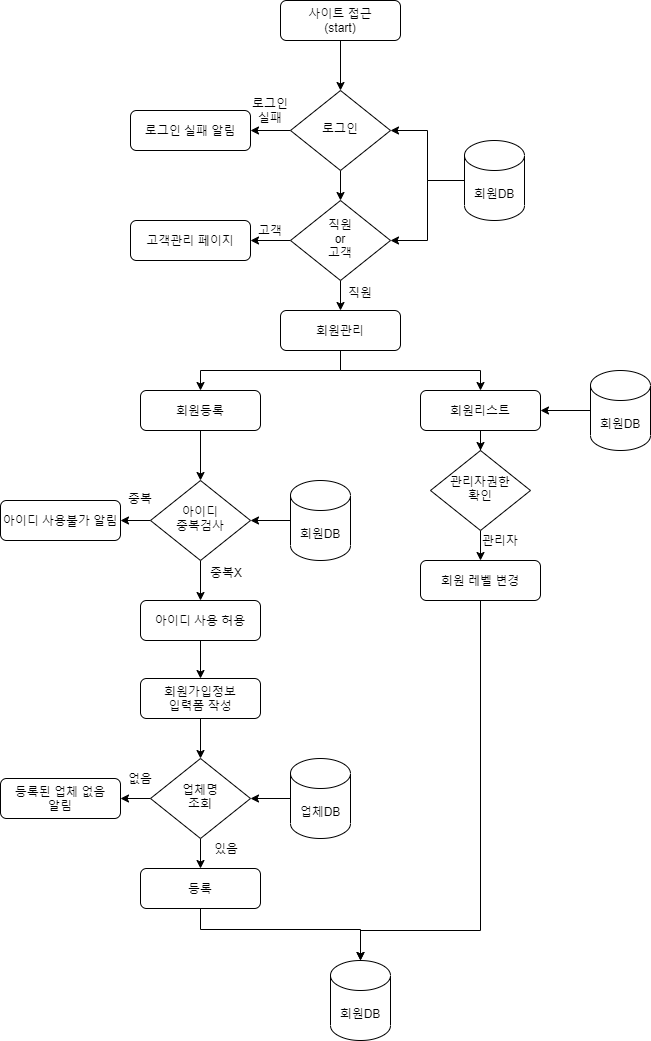 사이트 접근
(start)
로그인
실패
로그인 실패 알림
로그인
회원DB
고객관리 페이지
고객
직원
or
고객
직원
회원관리
회원등록
회원리스트
회원DB
관리자권한
확인
중복
아이디 사용불가 알림
아이디
중복검사
회원DB
관리자
중복X
회원 레벨 변경
아이디 사용 허용
회원가입정보
입력폼 작성
없음
등록된 업체 없음
알림
업체명
조회
업체DB
있음
등록
회원DB